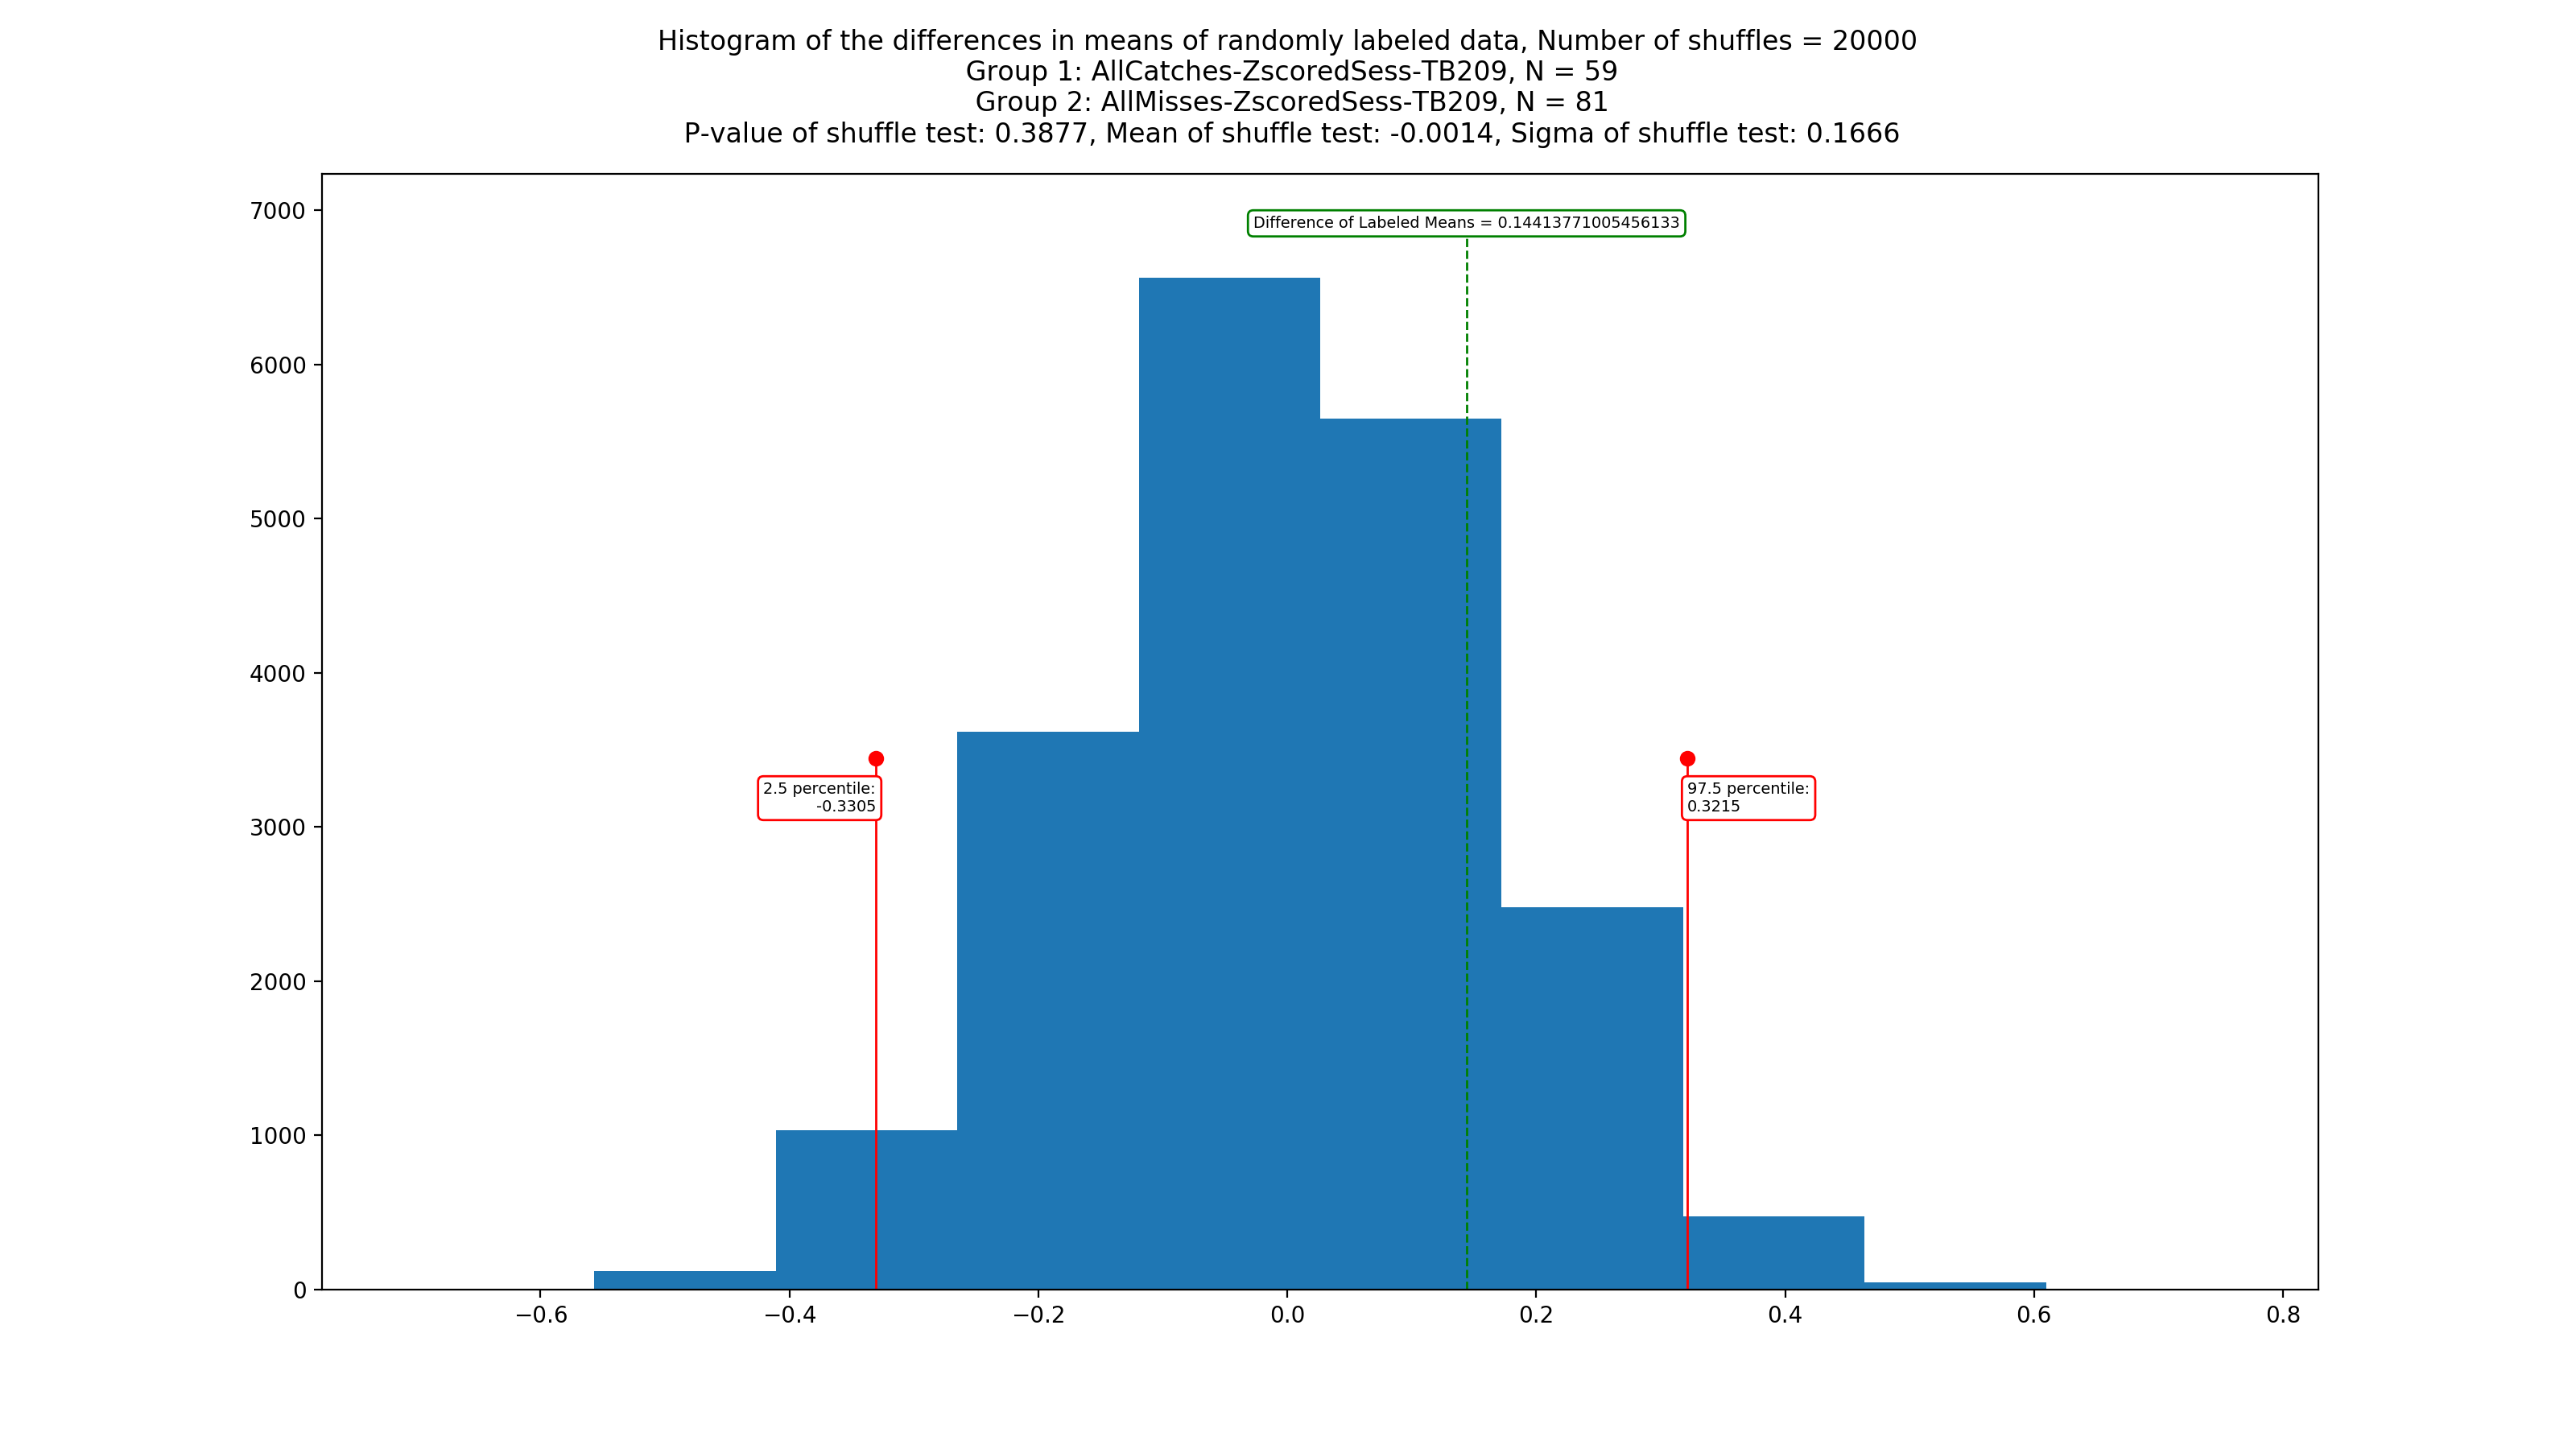 Histogram of the differences in means of randomly labeled data, Number of shuffles = 20000
Group 1: AllCatches-ZscoredSess-TB209, N = 59
Group 2: AllMisses-ZscoredSess-TB209, N = 81
P-value of shuffle test: 0.3877, Mean of shuffle test: -0.0014, Sigma of shuffle test: 0.1666
7000
Difference of Labeled Means = 0.14413771005456133
6000
5000
4000
3000
2.5 percentile:
-0.3305
97.5 percentile:
0.3215
2000
1000
0
−0.6
−0.4
−0.2
0.0
0.2
0.4
0.6
0.8